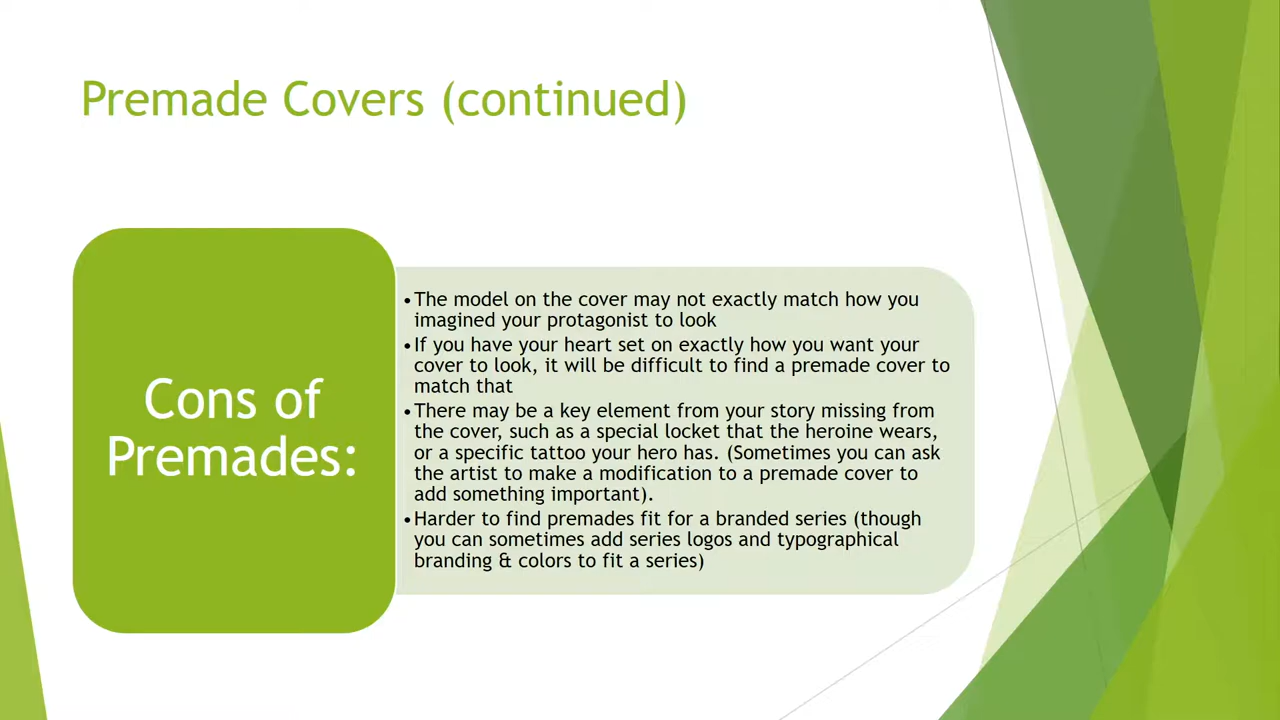 Premade Covers (continued)
Cons of
Premades:
•The model on the cover may not exactly match how you
imagined your protagonist to look
•If you have your heart set on exactly how you want your
cover to look, it will be difficult to find a premade cover to
match that
•There may be a key element from your story missing from
the cover, such as a special locket that the heroine wears,
or a specific tattoo your hero has. (Sometimes you can ask
the artist to make a modification to a premade cover to
add something important).
•Harder to find premades fit for a branded series (though
you can sometimes add series logos and typographical
branding & colors to fit a series)